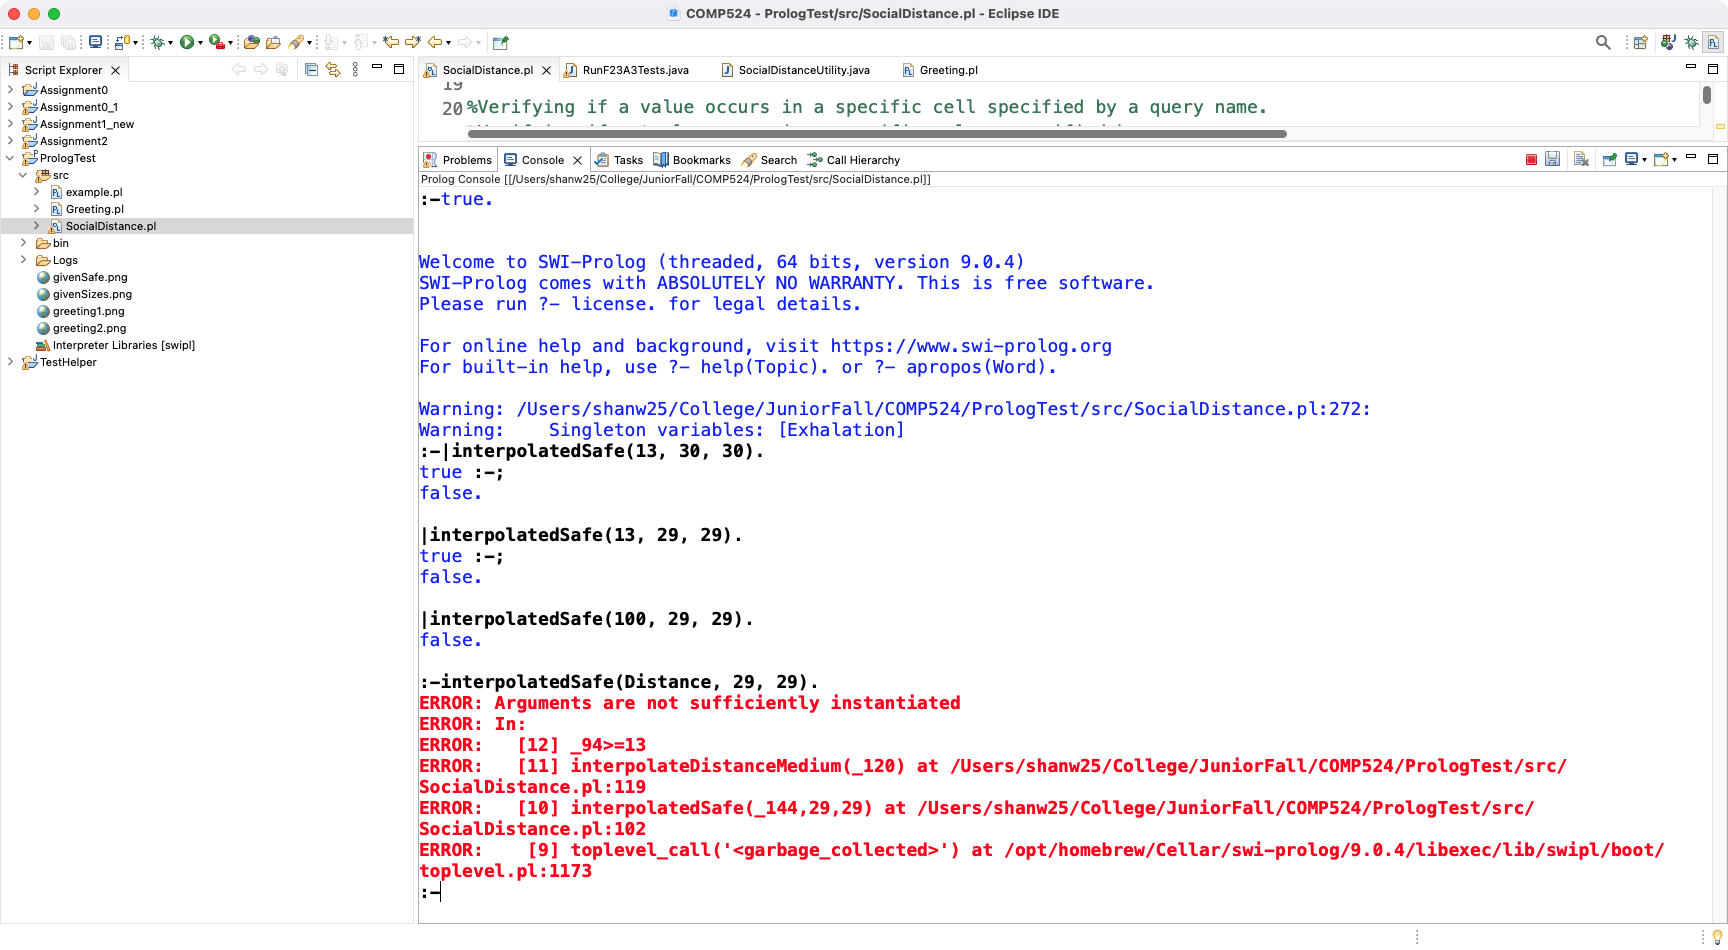 COMP524 - PrologTest/src/SocialDistance.pl - Eclipse IDE
Script Explorer
Assignment0
Assignment0_1
Assignment1_new
Assignment2
PrologTest
src
example.pl
Greeting.pl
SocialDistance.pl
bin
Logs
givenSafe.png
givenSizes.png
greeting1.png
greeting2.png
Interpreter Libraries [swipl]
TestHelper
SocialDistance.pl
RunF23A3Tests.java
SocialDistanceUtility.java
Greeting.pl
19
20 %Verifying if a value occurs in a specific cell specified by a query name.
Problems
Console
Tasks
Bookmarks
Search
Call Hierarchy
Prolog Console [[/Users/shanw25/College/JuniorFall/COMP524/PrologTest/src/SocialDistance.pl]]
:-true.
Welcome to SWI-Prolog (threaded, 64 bits, version 9.0.4)
SWI-Prolog comes with ABSOLUTELY NO WARRANTY. This is free software.
Please run ?- license. for legal details.
For online help and background, visit https://www.swi-prolog.org
For built-in help, use ?- help(Topic). or ?- apropos(Word).
Warning: /Users/shanw25/College/JuniorFall/COMP524/PrologTest/src/SocialDistance.pl:272:
Warning:    Singleton variables: [Exhalation]
:-|interpolatedSafe(13, 30, 30).
true :-;
false.
|interpolatedSafe(13, 29, 29).
true :-;
false.
|interpolatedSafe(100, 29, 29).
false.
:-interpolatedSafe(Distance, 29, 29).
ERROR: Arguments are not sufficiently instantiated
ERROR: In:
ERROR:   [12] _94>=13
ERROR:   [11] interpolateDistanceMedium(_120) at /Users/shanw25/College/JuniorFall/COMP524/PrologTest/src/
SocialDistance.pl:119
ERROR:   [10] interpolatedSafe(_144,29,29) at /Users/shanw25/College/JuniorFall/COMP524/PrologTest/src/
SocialDistance.pl:102
ERROR:    [9] toplevel_call('<garbage_collected>') at /opt/homebrew/Cellar/swi-prolog/9.0.4/libexec/lib/swipl/boot/
toplevel.pl:1173
:-